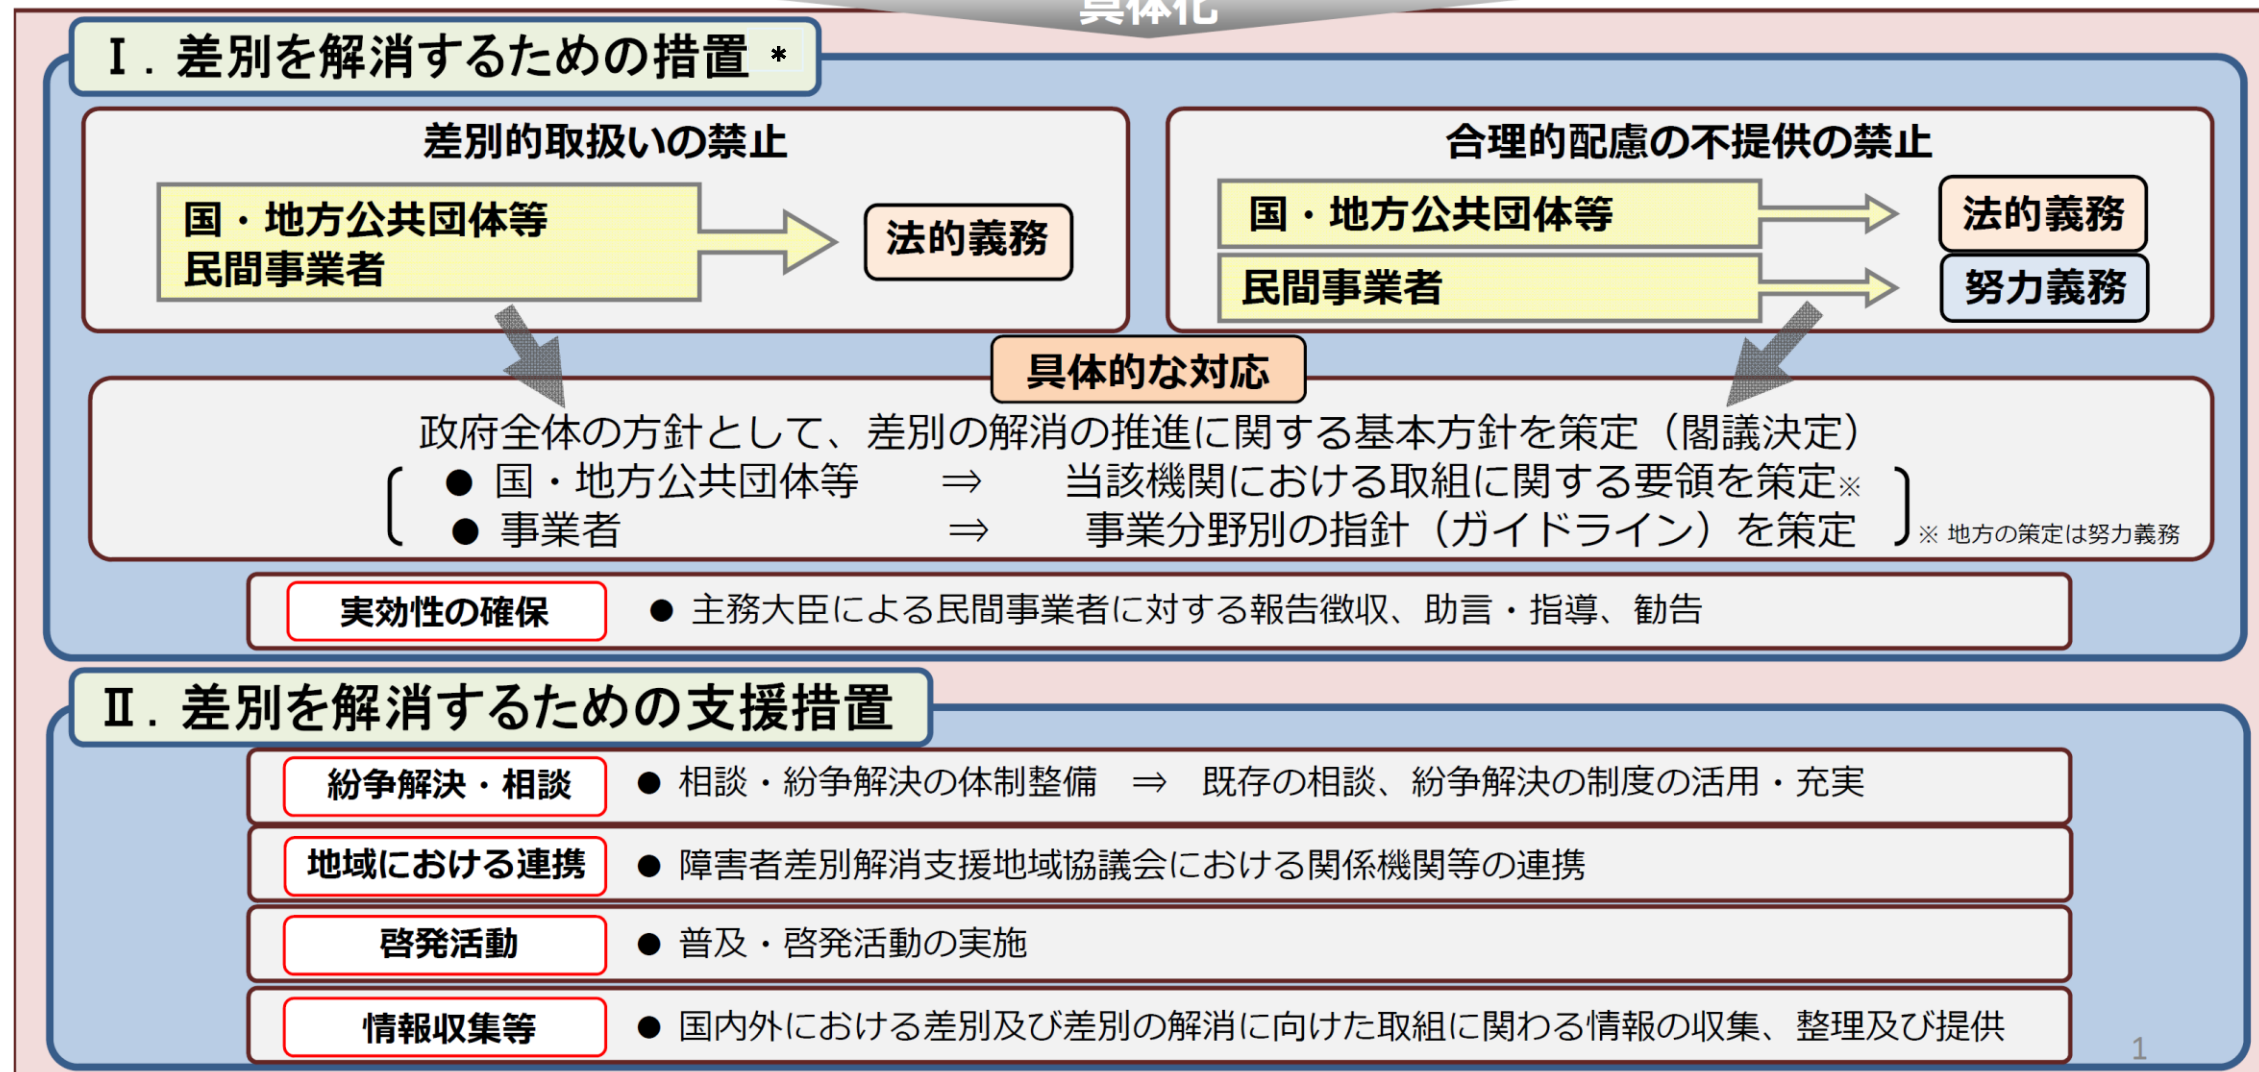 具体化
Ⅰ．差別を解消するための措置 *
差別的取扱いの禁止
国・地方公共団体等
民間事業者
法的義務
合理的配慮の不提供の禁止
国・地方公共団体等
法的義務
民間事業者
努力義務
具体的な対応
政府全体の方針として、差別の解消の推進に関する基本方針を策定（閣議決定）
● 国・地方公共団体等 ⇒ 当該機関における取組に関する要領を策定※
● 事業者 ⇒ 事業分野別の指針（ガイドライン）を策定
※ 地方の策定は努力義務
実効性の確保 ● 主務大臣による民間事業者に対する報告徴収、助言・指導、勧告
Ⅱ．差別を解消するための支援措置
紛争解決・相談 ● 相談・紛争解決の体制整備 ⇒ 既存の相談、紛争解決の制度の活用・充実
地域における連携 ● 障害者差別解消支援地域協議会における関係機関等の連携
啓発活動 ● 普及・啓発活動の実施
情報収集等 ● 国内外における差別及び差別の解消に向けた取組に関わる情報の収集、整理及び提供
1